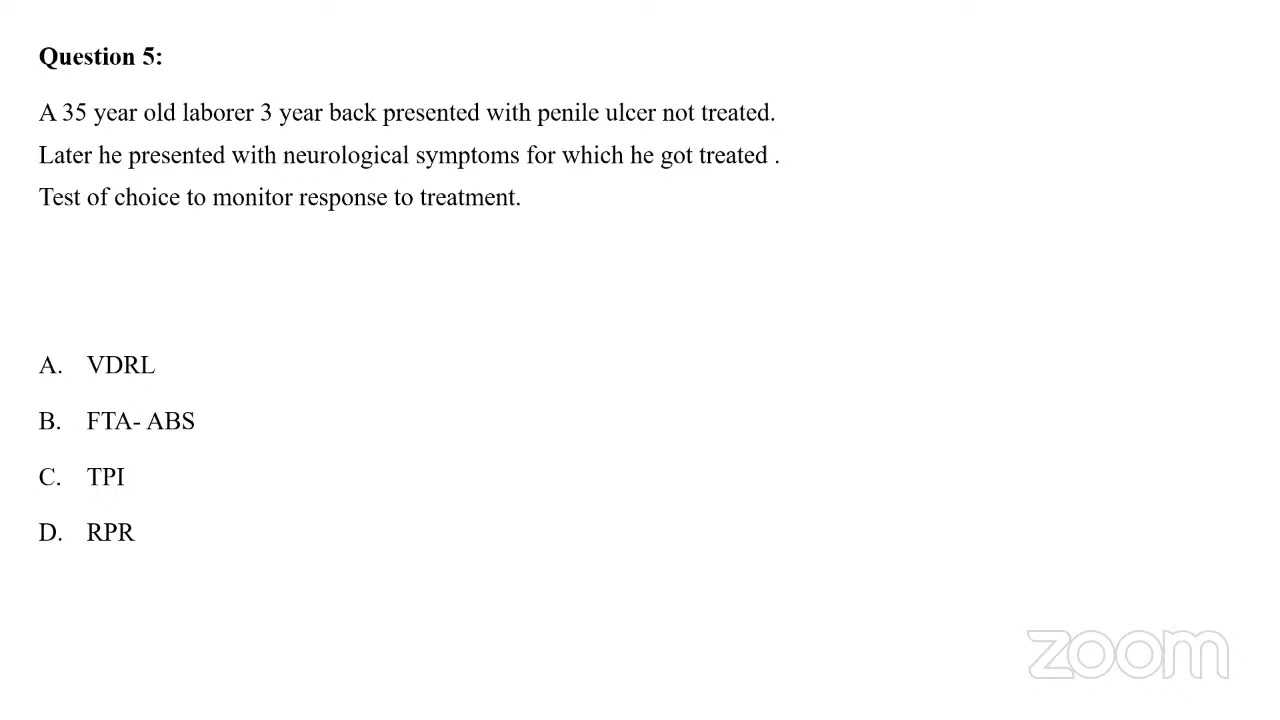 Question 5:
A 35 year old laborer 3 year back presented with penile ulcer not treated.
Later he presented with neurological symptoms for which he got treated .
Test of choice to monitor response to treatment.
A. VDRL
B. FTA- ABS
C. TPI
D. RPR
zoom